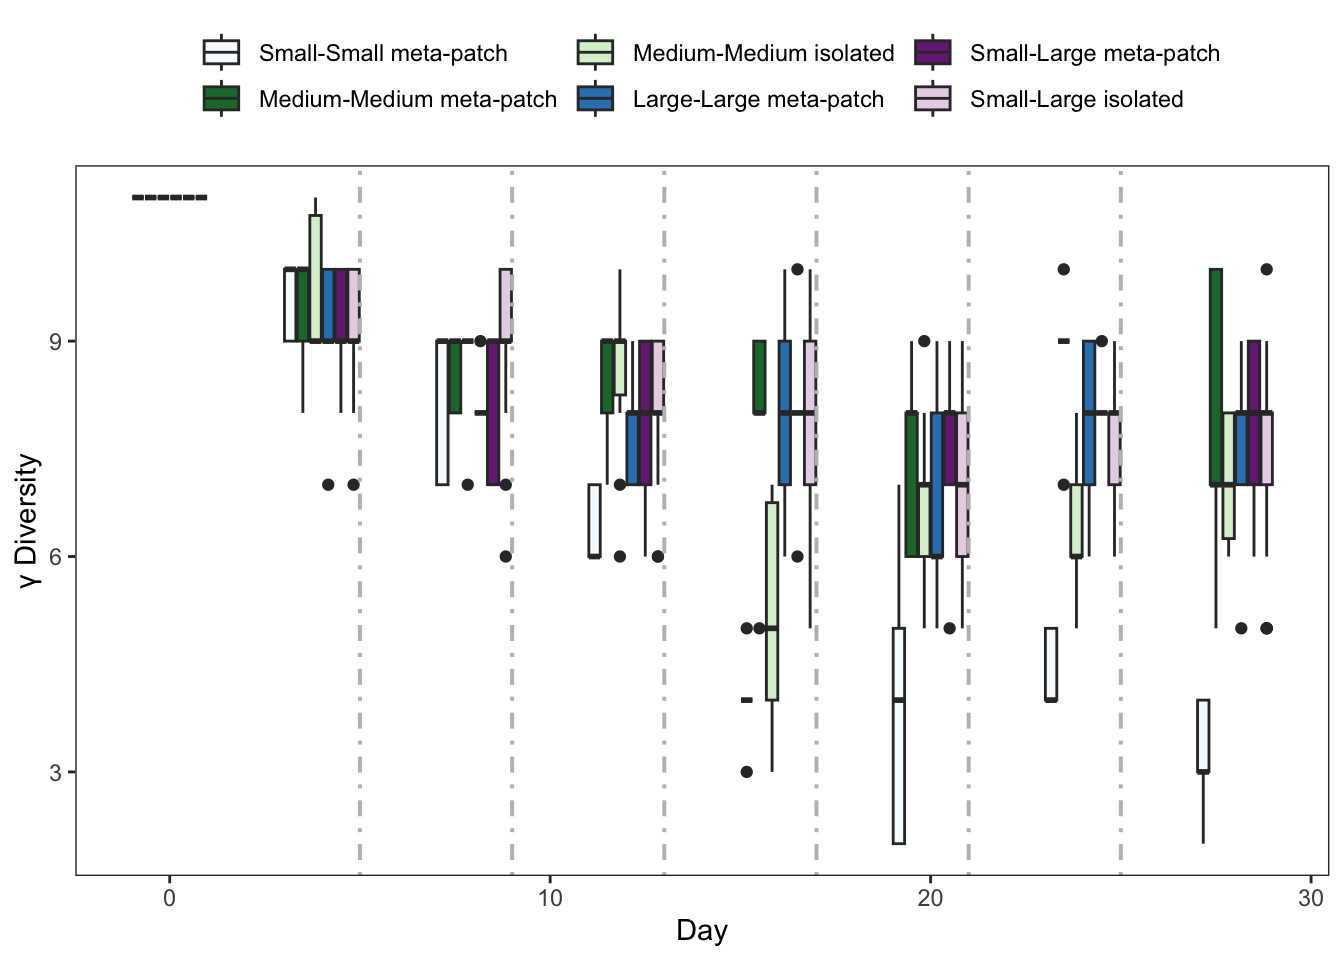 Small-Small meta-patch Medium-Medium isolated Small-Large meta-patch
Medium-Medium meta-patch Large-Large meta-patch Small-Large isolated
9
6
3
γ Diversity
0 10 20 30
Day